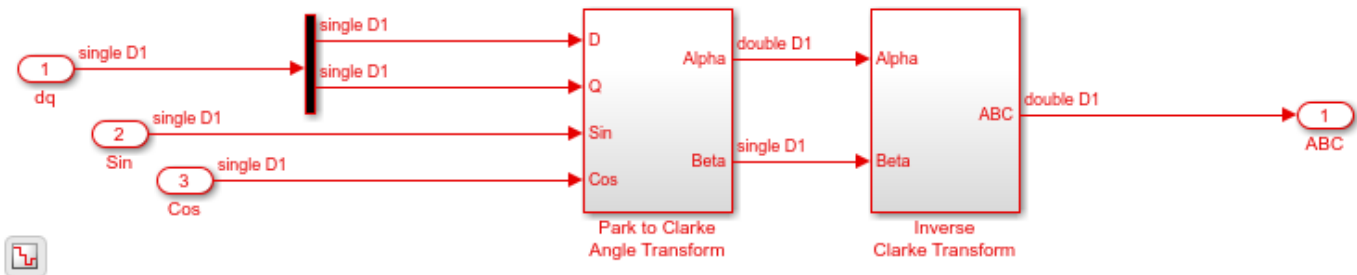 single D1
1
dq
single D1
2
Sin
single D1
3
Cos
single D1
single D1
D
Q
Sin
Cos
Alpha
Beta
Park to Clarke
Angle Transform
double D1
single D1
Alpha
Beta
ABC
Inverse
Clarke Transform
double D1
1
ABC